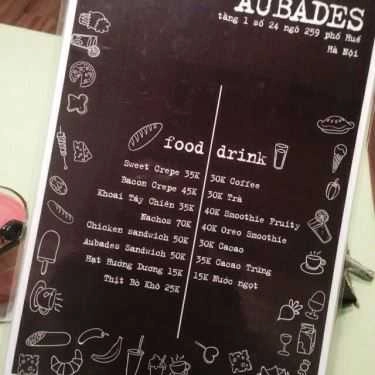 AUBADES
tầng 1 số 24 ngõ 259 phố Huế
Hà Nội
food
Sweet Crepe 35K
Bacon Crepe 45K
Khoai Tây Chiên 35K
Nachos 70K
Chicken sandwich 50K
Aubades Sandwich 50K
Hạt Hướng Dương 15K
Thịt Bò Khô 25K
drink
30K Coffee
30K Trà
40K Smoothie Fruity
40K Oreo Smoothie
30K Cacao
35K Cacao Trứng
15K Nước ngọt